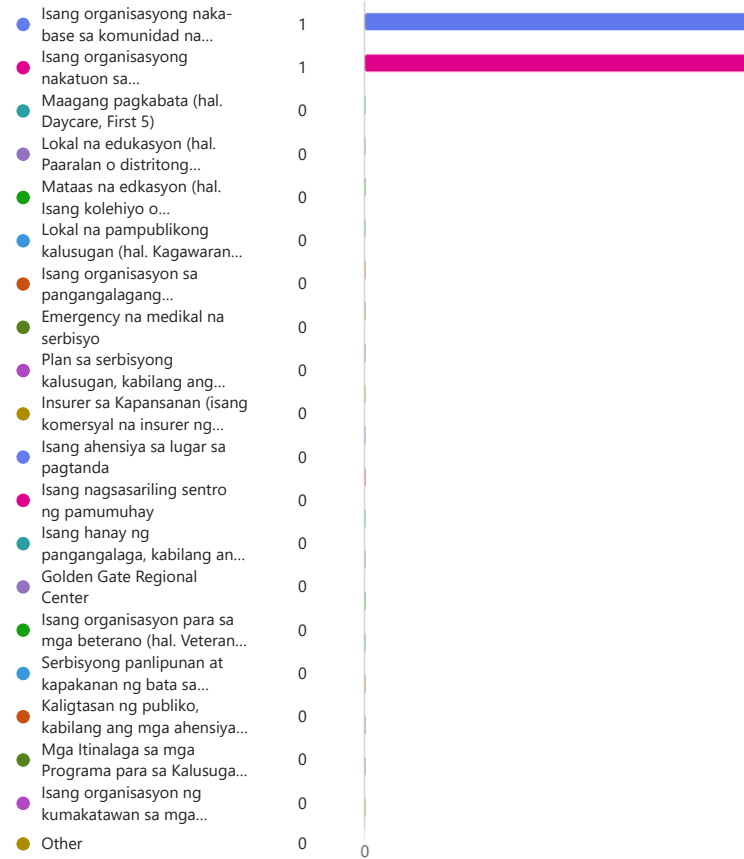 Isang organisasyong naka-
base sa komunidad na...
1
Isang organisasyong
nakatuon sa...
1
Maagang pagkabata (hal.
Daycare, First 5)
0
Lokal na edukasyon (hal.
Paaralan o distritong...
0
Mataas na edkasyon (hal.
Isang kolehiyo o...
0
Lokal na pampublikong
kalusugan (hal. Kagawaran...
0
Isang organisasyon sa
pangangalagang...
0
Emergency na medikal na
serbisyo
0
Plan sa serbisyong
kalusugan, kabilang ang...
0
Insurer sa Kapansanan (isang
komersyal na insurer ng...
0
Isang ahensiya sa lugar sa
pagtanda
0
Isang nagsasariling sentro
ng pamumuhay
0
Isang hanay ng
pangangalaga, kabilang an...
0
Golden Gate Regional
Center
0
Isang organisasyon para sa
mga beterano (hal. Veteran...
0
Serbisyong panlipunan at
kapakanan ng bata sa...
0
Kaligtasan ng publiko,
kabilang ang mga ahensiya...
0
Mga Itinalaga sa mga
Programa para sa Kalusuga...
0
Isang organisasyon ng
kumakatawan sa mga...
0
Other
0
0